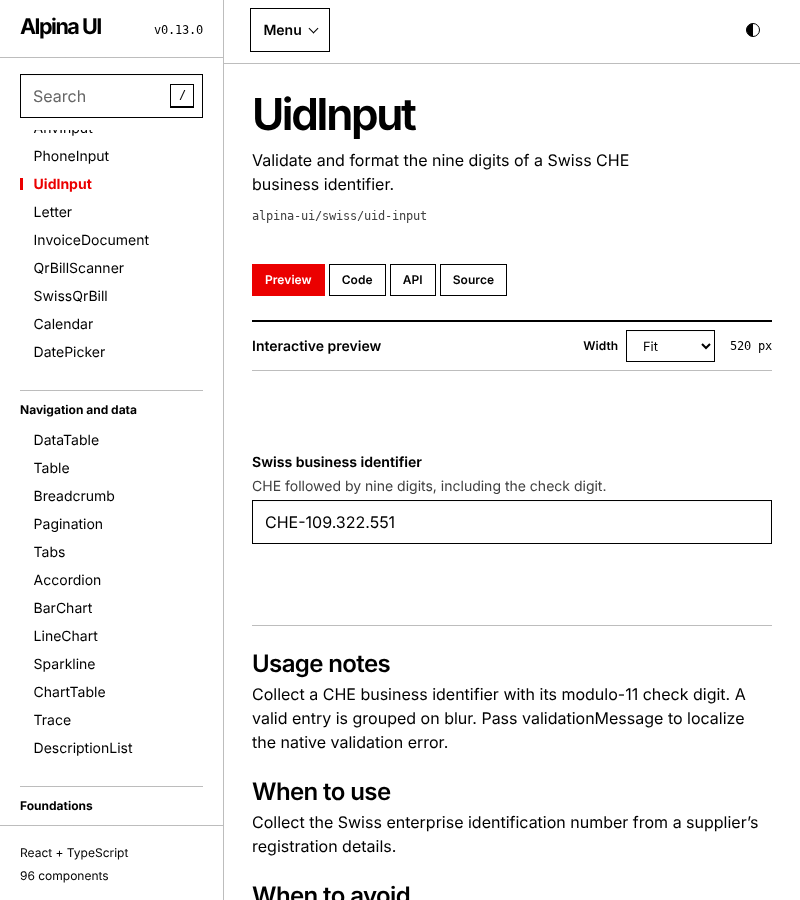 Alpina UI
v0.13.0
Search
/
PhoneInput
UidInput
Letter
InvoiceDocument
QrBillScanner
SwissQrBill
Calendar
DatePicker
Navigation and data
DataTable
Table
Breadcrumb
Pagination
Tabs
Accordion
BarChart
LineChart
Sparkline
ChartTable
Trace
DescriptionList
Foundations
React + TypeScript
96 components
Menu
UidInput
Validate and format the nine digits of a Swiss CHE
business identifier.
alpina-ui/swiss/uid-input
Preview
Code
API
Source
Interactive preview
Width
Fit
520 px
Swiss business identifier
CHE followed by nine digits, including the check digit.
CHE-109.322.551
Usage notes
Collect a CHE business identifier with its modulo-11 check digit. A
valid entry is grouped on blur. Pass validationMessage to localize
the native validation error.
When to use
Collect the Swiss enterprise identification number from a supplier’s
registration details.
When to avoid